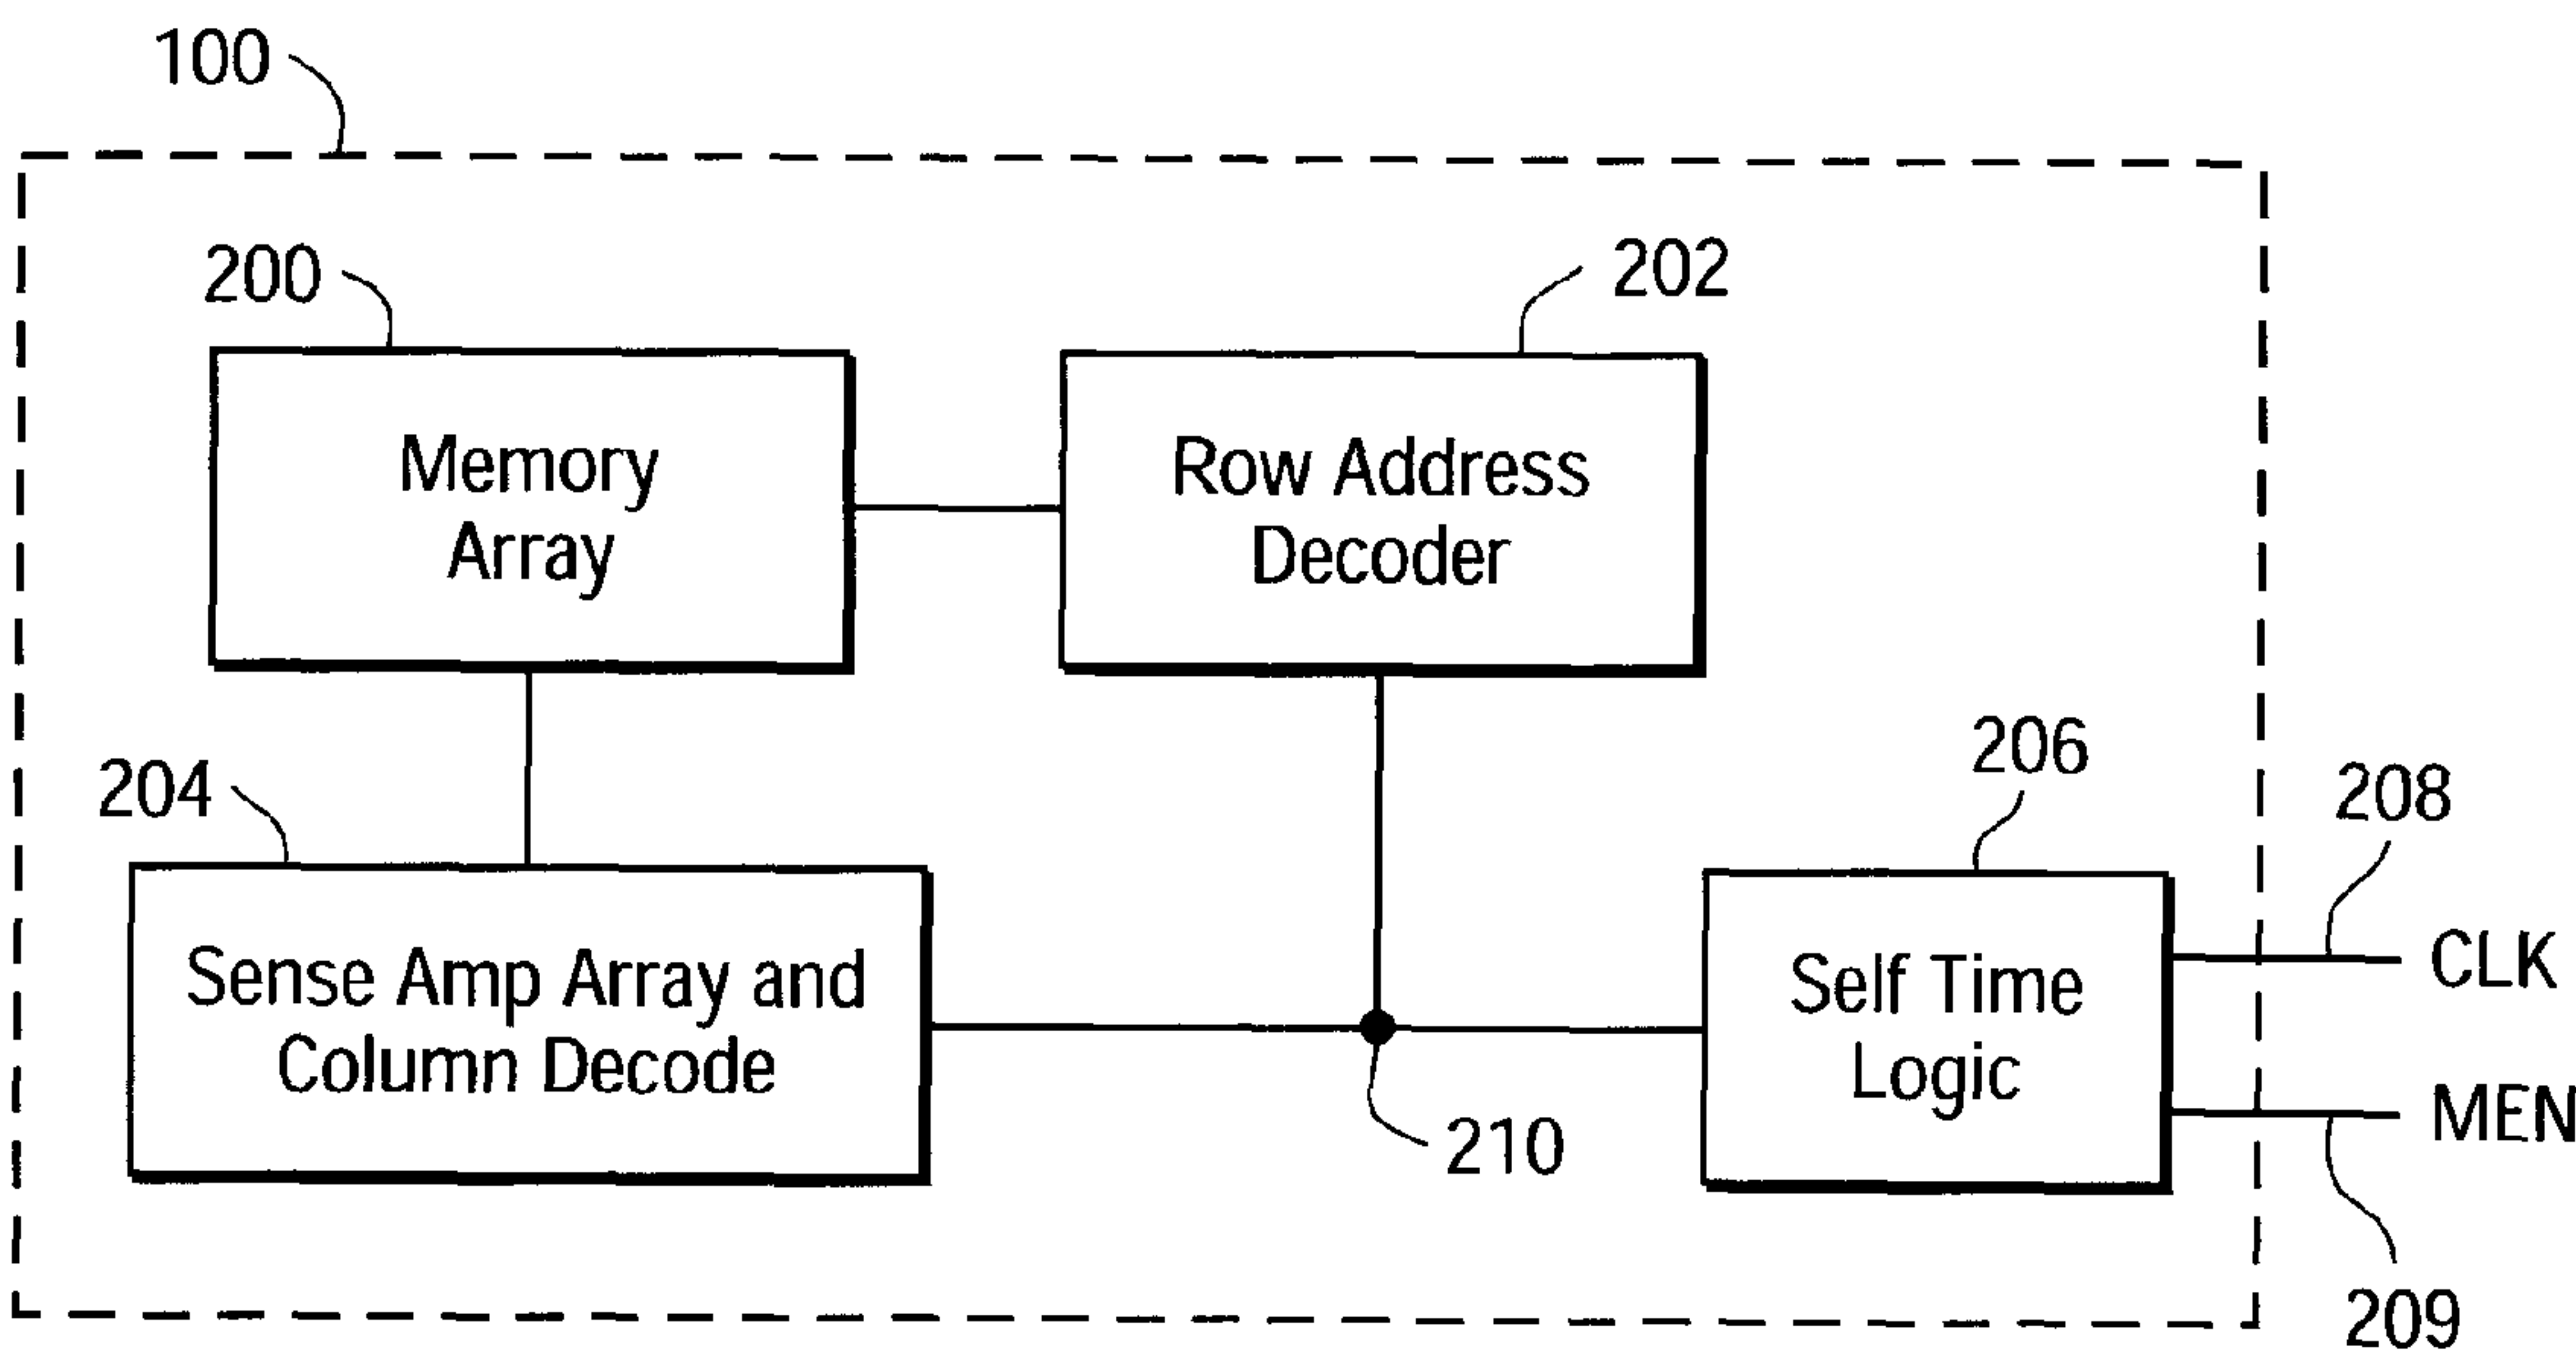 100
200
202
Memory
Array
Row Address
Decoder
204
206
208
Sense Amp Array and
Column Decode
Self Time
Logic
CLK
MEN
210
209